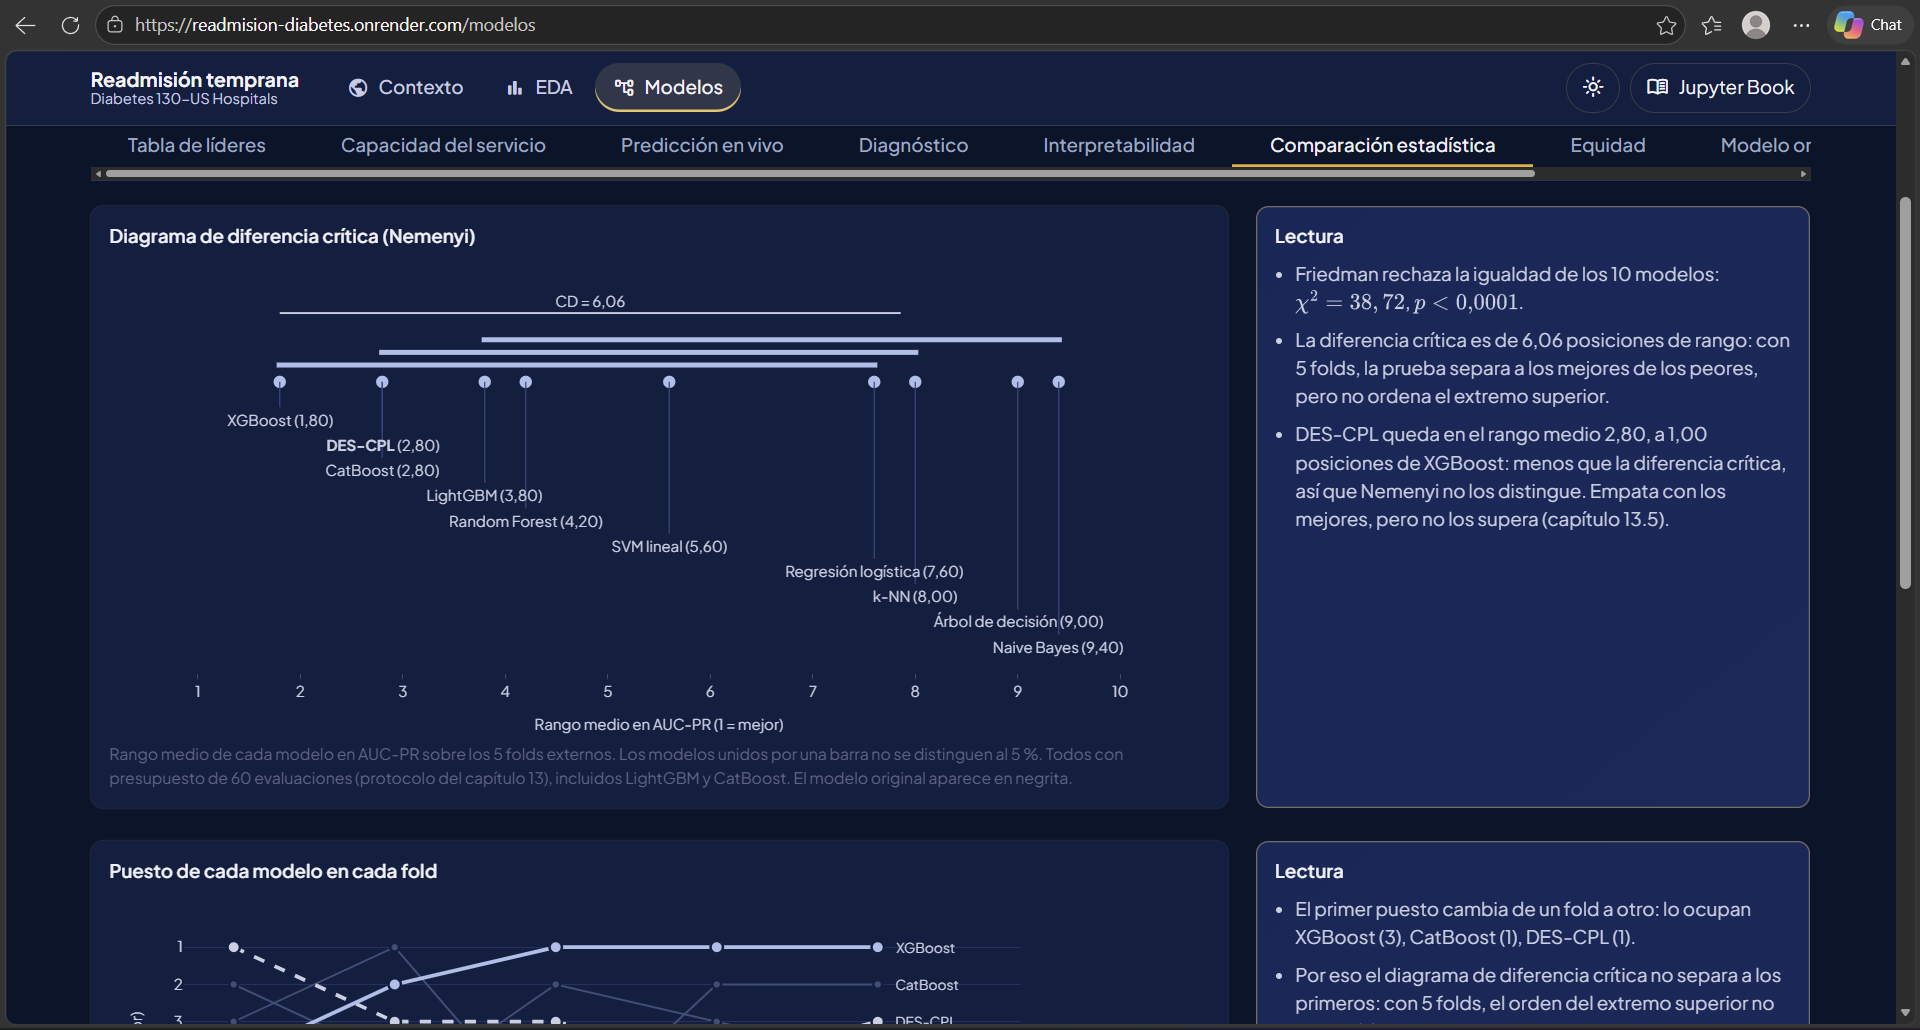 https://readmision-diabetes.onrender.com/modelos
Chat
Readmisión temprana
Diabetes 130-US Hospitals
Contexto
EDA
Modelos
Jupyter Book
Tabla de líderes
Capacidad del servicio
Predicción en vivo
Diagnóstico
Interpretabilidad
Comparación estadística
Equidad
Modelo or
Diagrama de diferencia crítica (Nemenyi)
CD = 6,06
XGBoost (1,80)
DES-CPL (2,80)
CatBoost (2,80)
LightGBM (3,80)
Random Forest (4,20)
SVM lineal (5,60)
Regresión logística (7,60)
k-NN (8,00)
Árbol de decisión (9,00)
Naive Bayes (9,40)
1 2 3 4 5 6 7 8 9 10
Rango medio en AUC-PR (1 = mejor)
Rango medio de cada modelo en AUC-PR sobre los 5 folds externos. Los modelos unidos por una barra no se distinguen al 5 %. Todos con
presupuesto de 60 evaluaciones (protocolo del capítulo 13), incluidos LightGBM y CatBoost. El modelo original aparece en negrita.
Lectura
• Friedman rechaza la igualdad de los 10 modelos:
χ² = 38, 72, p < 0,0001.
• La diferencia crítica es de 6,06 posiciones de rango: con
5 folds, la prueba separa a los mejores de los peores,
pero no ordena el extremo superior.
• DES-CPL queda en el rango medio 2,80, a 1,00
posiciones de XGBoost: menos que la diferencia crítica,
así que Nemenyi no los distingue. Empata con los
mejores, pero no los supera (capítulo 13.5).
Puesto de cada modelo en cada fold
1
2
3
XGBoost
CatBoost
DES-CPL
Lectura
• El primer puesto cambia de un fold a otro: lo ocupan
XGBoost (3), CatBoost (1), DES-CPL (1).
• Por eso el diagrama de diferencia crítica no separa a los
primeros: con 5 folds, el orden del extremo superior no